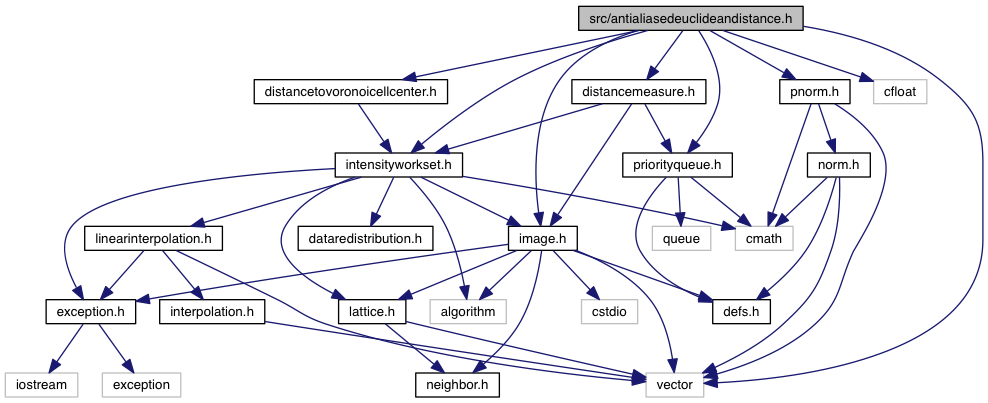 src/antialiasedeuclideandistance.h
distancetovoronoicellcenter.h
distancemeasure.h
pnorm.h
cfloat
intensityworkset.h
priorityqueue.h
norm.h
linearinterpolation.h
dataredistribution.h
image.h
queue
cmath
exception.h
interpolation.h
lattice.h
algorithm
cstdio
defs.h
iostream
exception
neighbor.h
vector